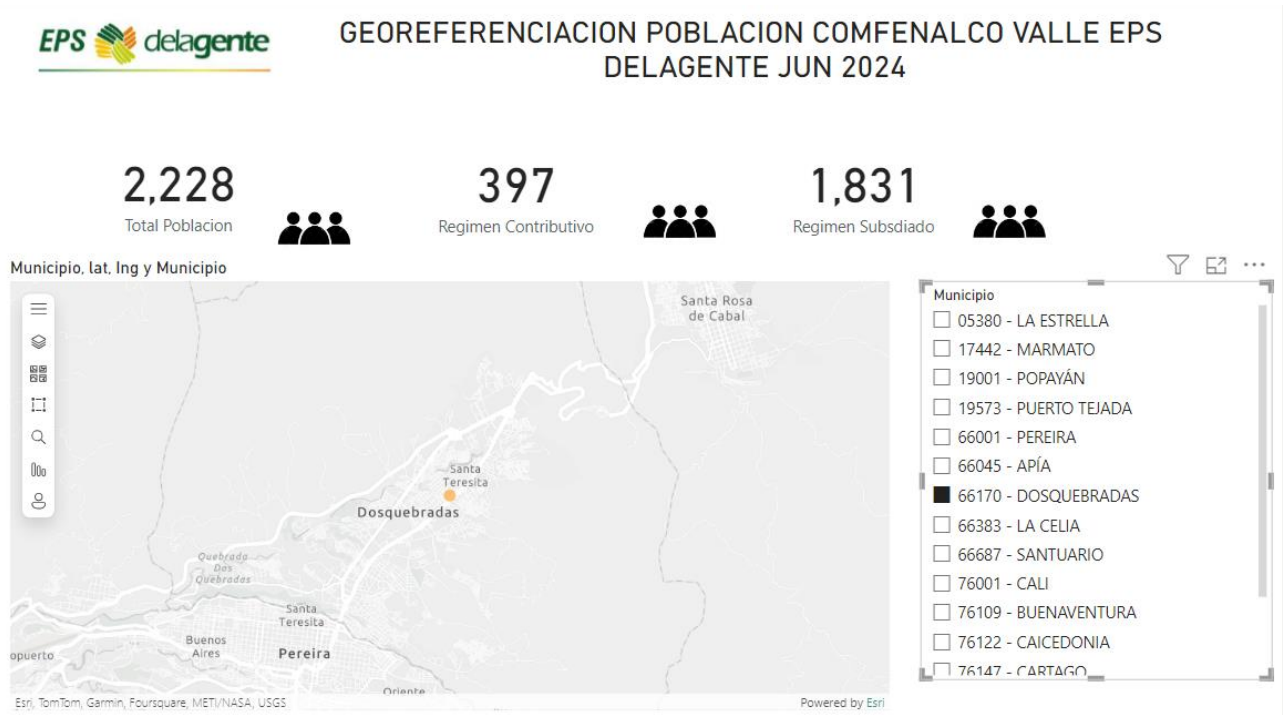 EPS delagente
GEOREFERENCIACION POBLACION COMFENALCO VALLE EPS
DELAGENTE JUN 2024
2,228
Total Poblacion
397
Regimen Contributivo
1,831
Regimen Subsdiado
Municipio, lat, Ing y Municipio
Santa Rosa
de Cabal
Santa
Teresita
Dosquebradas
Quebrada
Dos
Quebradas
Santa
Teresita
Buenos
Aires
Pereira
opuerto
Oriente
Esri, TomTom, Garmin, Foursquare, METI/NASA, USGS
Powered by Esri
Municipio
05380 - LA ESTRELLA
17442 - MARMATO
19001 - POPAYÁN
19573 - PUERTO TEJADA
66001 - PEREIRA
66045 - APÍA
66170 - DOSQUEBRADAS
66383 - LA CELIA
66687 - SANTUARIO
76001 - CALI
76109 - BUENAVENTURA
76122 - CAICEDONIA
76147 - CARTAGO